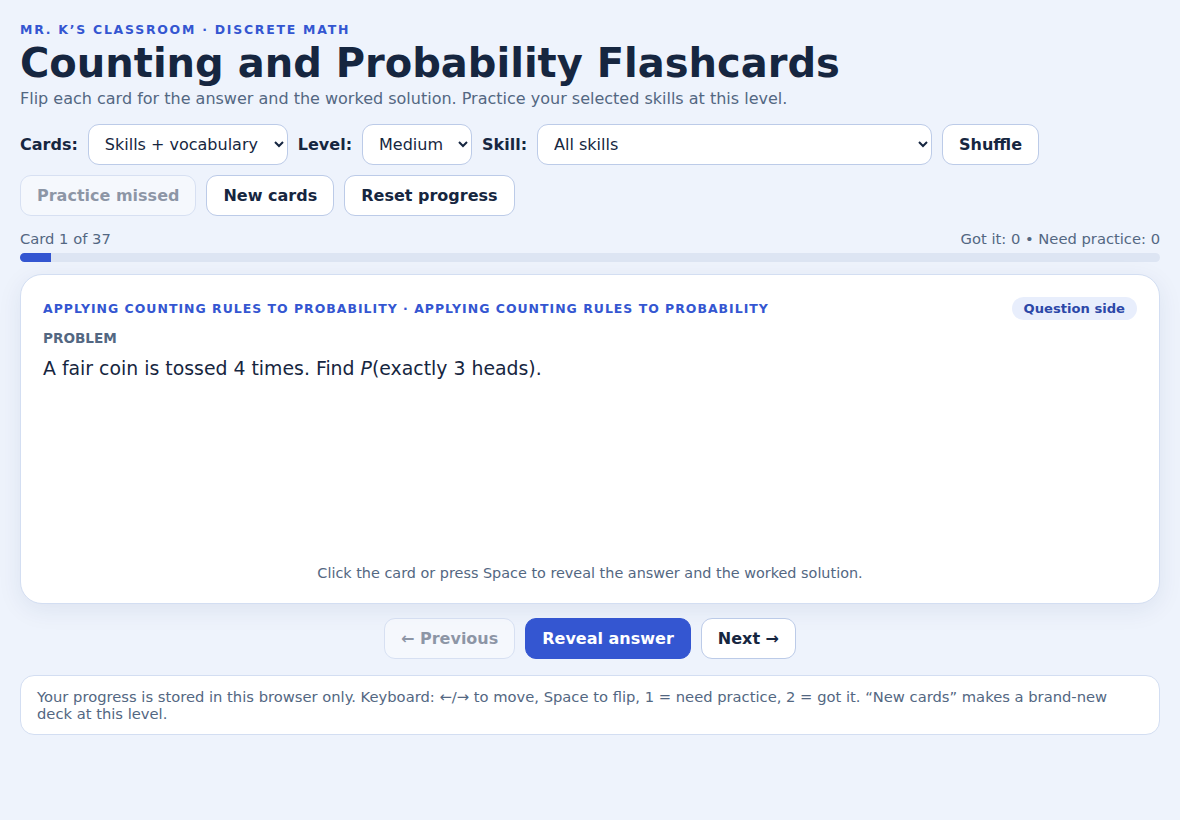 MR. K’S CLASSROOM · DISCRETE MATH
Counting and Probability Flashcards
Flip each card for the answer and the worked solution. Practice your selected skills at this level.
Cards: Skills + vocabulary Level: Medium Skill: All skills Shuffle
Practice missed New cards Reset progress
Card 1 of 37 Got it: 0 • Need practice: 0
APPLYING COUNTING RULES TO PROBABILITY · APPLYING COUNTING RULES TO PROBABILITY Question side
PROBLEM
A fair coin is tossed 4 times. Find P(exactly 3 heads).
Click the card or press Space to reveal the answer and the worked solution.
← Previous Reveal answer Next →
Your progress is stored in this browser only. Keyboard: ←/→ to move, Space to flip, 1 = need practice, 2 = got it. “New cards” makes a brand-new
deck at this level.